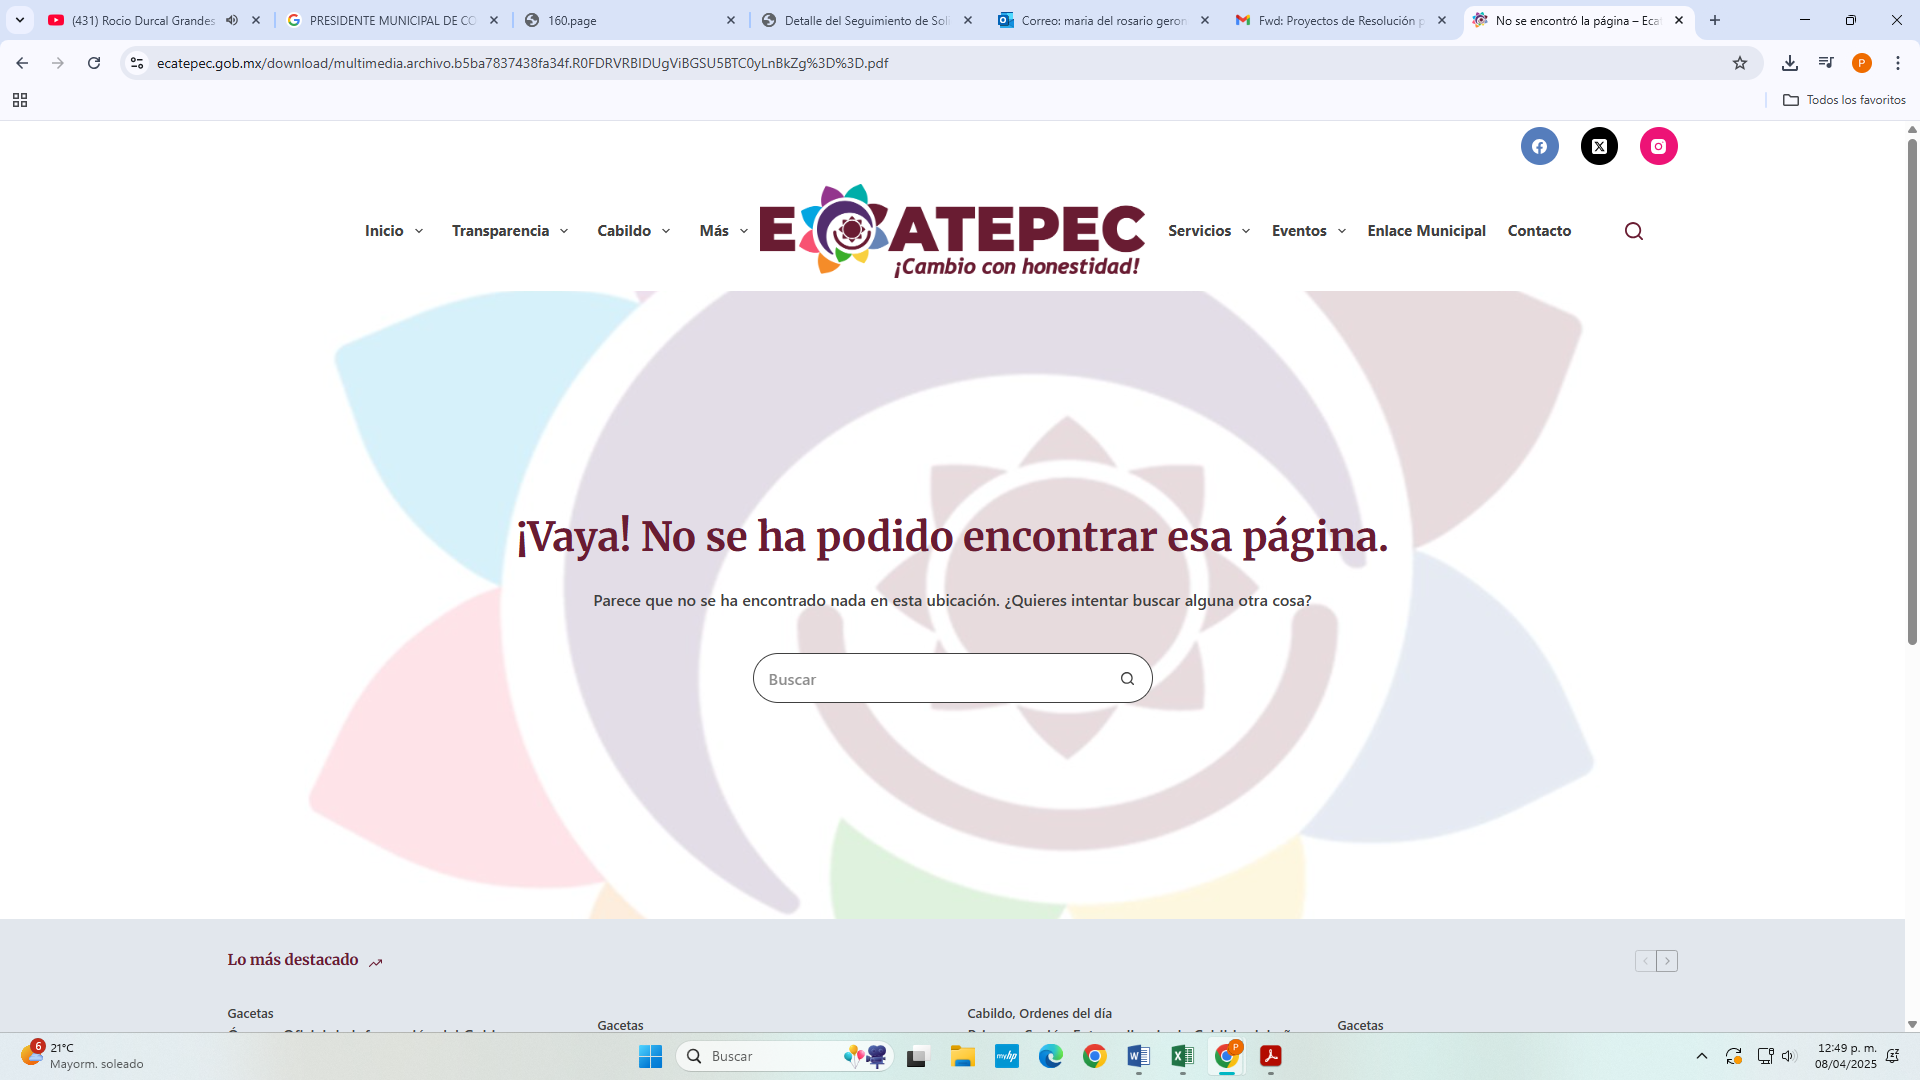 (431) Rocio Durcal Grandes
PRESIDENTE MUNICIPAL DE CO
160.page
Detalle del Seguimiento de Soli
Correo: maria del rosario geron
Fwd: Proyectos de Resolución p
No se encontró la página – Ecat
ecatepec.gob.mx/download/multimedia.archivo.b5ba7837438fa34f.R0FDRVRBIDUgViBGSU5BTC0yLnBkZg%3D%3D.pdf
P
Todos los favoritos
Inicio
Transparencia
Cabildo
Más
ECATEPEC
¡Cambio con honestidad!
Servicios
Eventos
Enlace Municipal
Contacto
¡Vaya! No se ha podido encontrar esa página.
Parece que no se ha encontrado nada en esta ubicación. ¿Quieres intentar buscar alguna otra cosa?
Buscar
Lo más destacado
Gacetas
Gacetas
Cabildo, Ordenes del día
Gacetas
6
21°C
Mayorm. soleado
Buscar
myhp
P
12:49 p. m.
08/04/2025